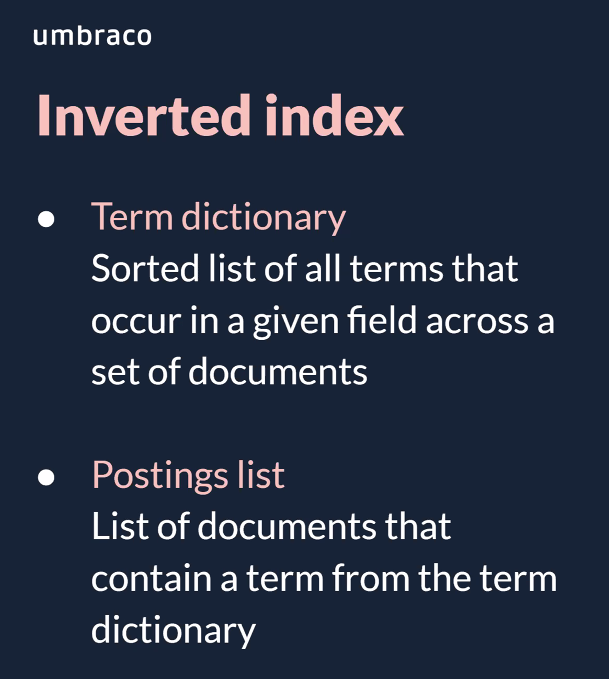 umbraco
Inverted index
● Term dictionary
Sorted list of all terms that
occur in a given field across a
set of documents
● Postings list
List of documents that
contain a term from the term
dictionary